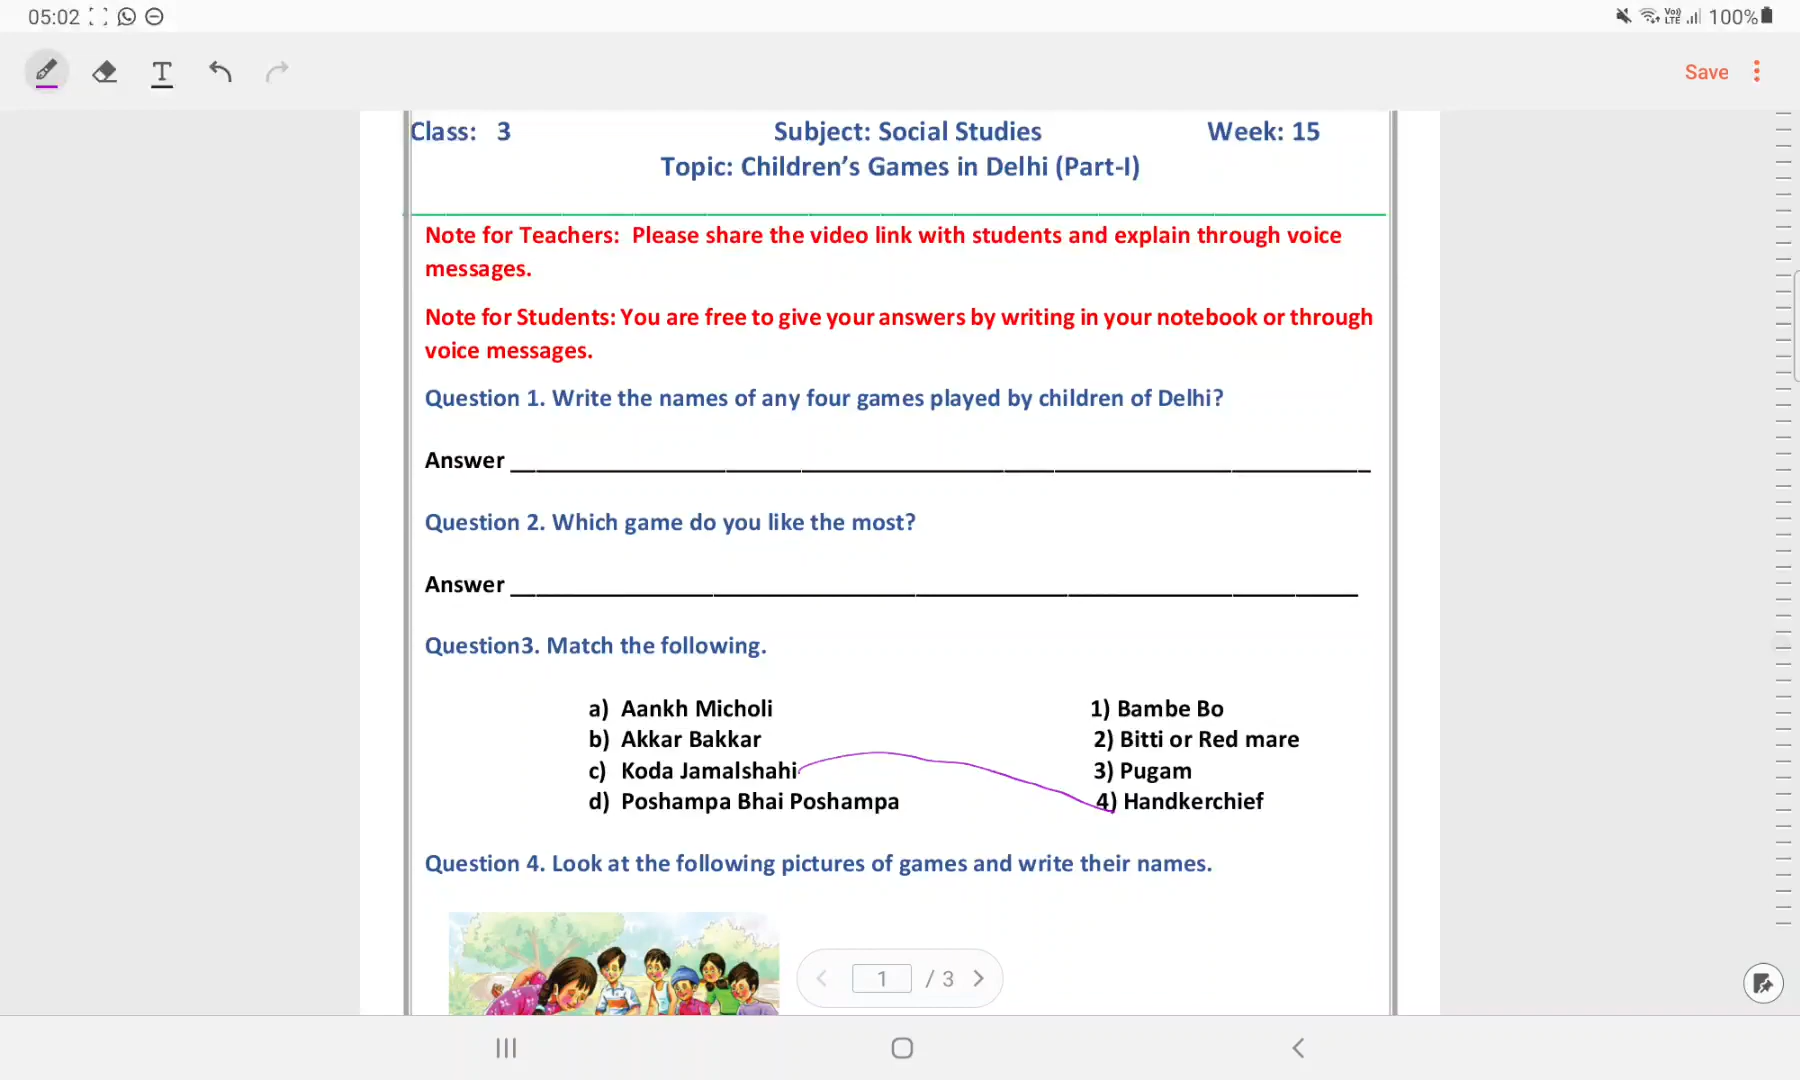 05:02
Vo)) LTE 100%
T
Save
Class: 3 Subject: Social Studies Week: 15
Topic: Children’s Games in Delhi (Part-I)
Note for Teachers: Please share the video link with students and explain through voice
messages.
Note for Students: You are free to give your answers by writing in your notebook or through
voice messages.
Question 1. Write the names of any four games played by children of Delhi?
Answer
Question 2. Which game do you like the most?
Answer
Question3. Match the following.
a) Aankh Micholi 1) Bambe Bo
b) Akkar Bakkar 2) Bitti or Red mare
c) Koda Jamalshahi 3) Pugam
d) Poshampa Bhai Poshampa 4) Handkerchief
Question 4. Look at the following pictures of games and write their names.
1 / 3